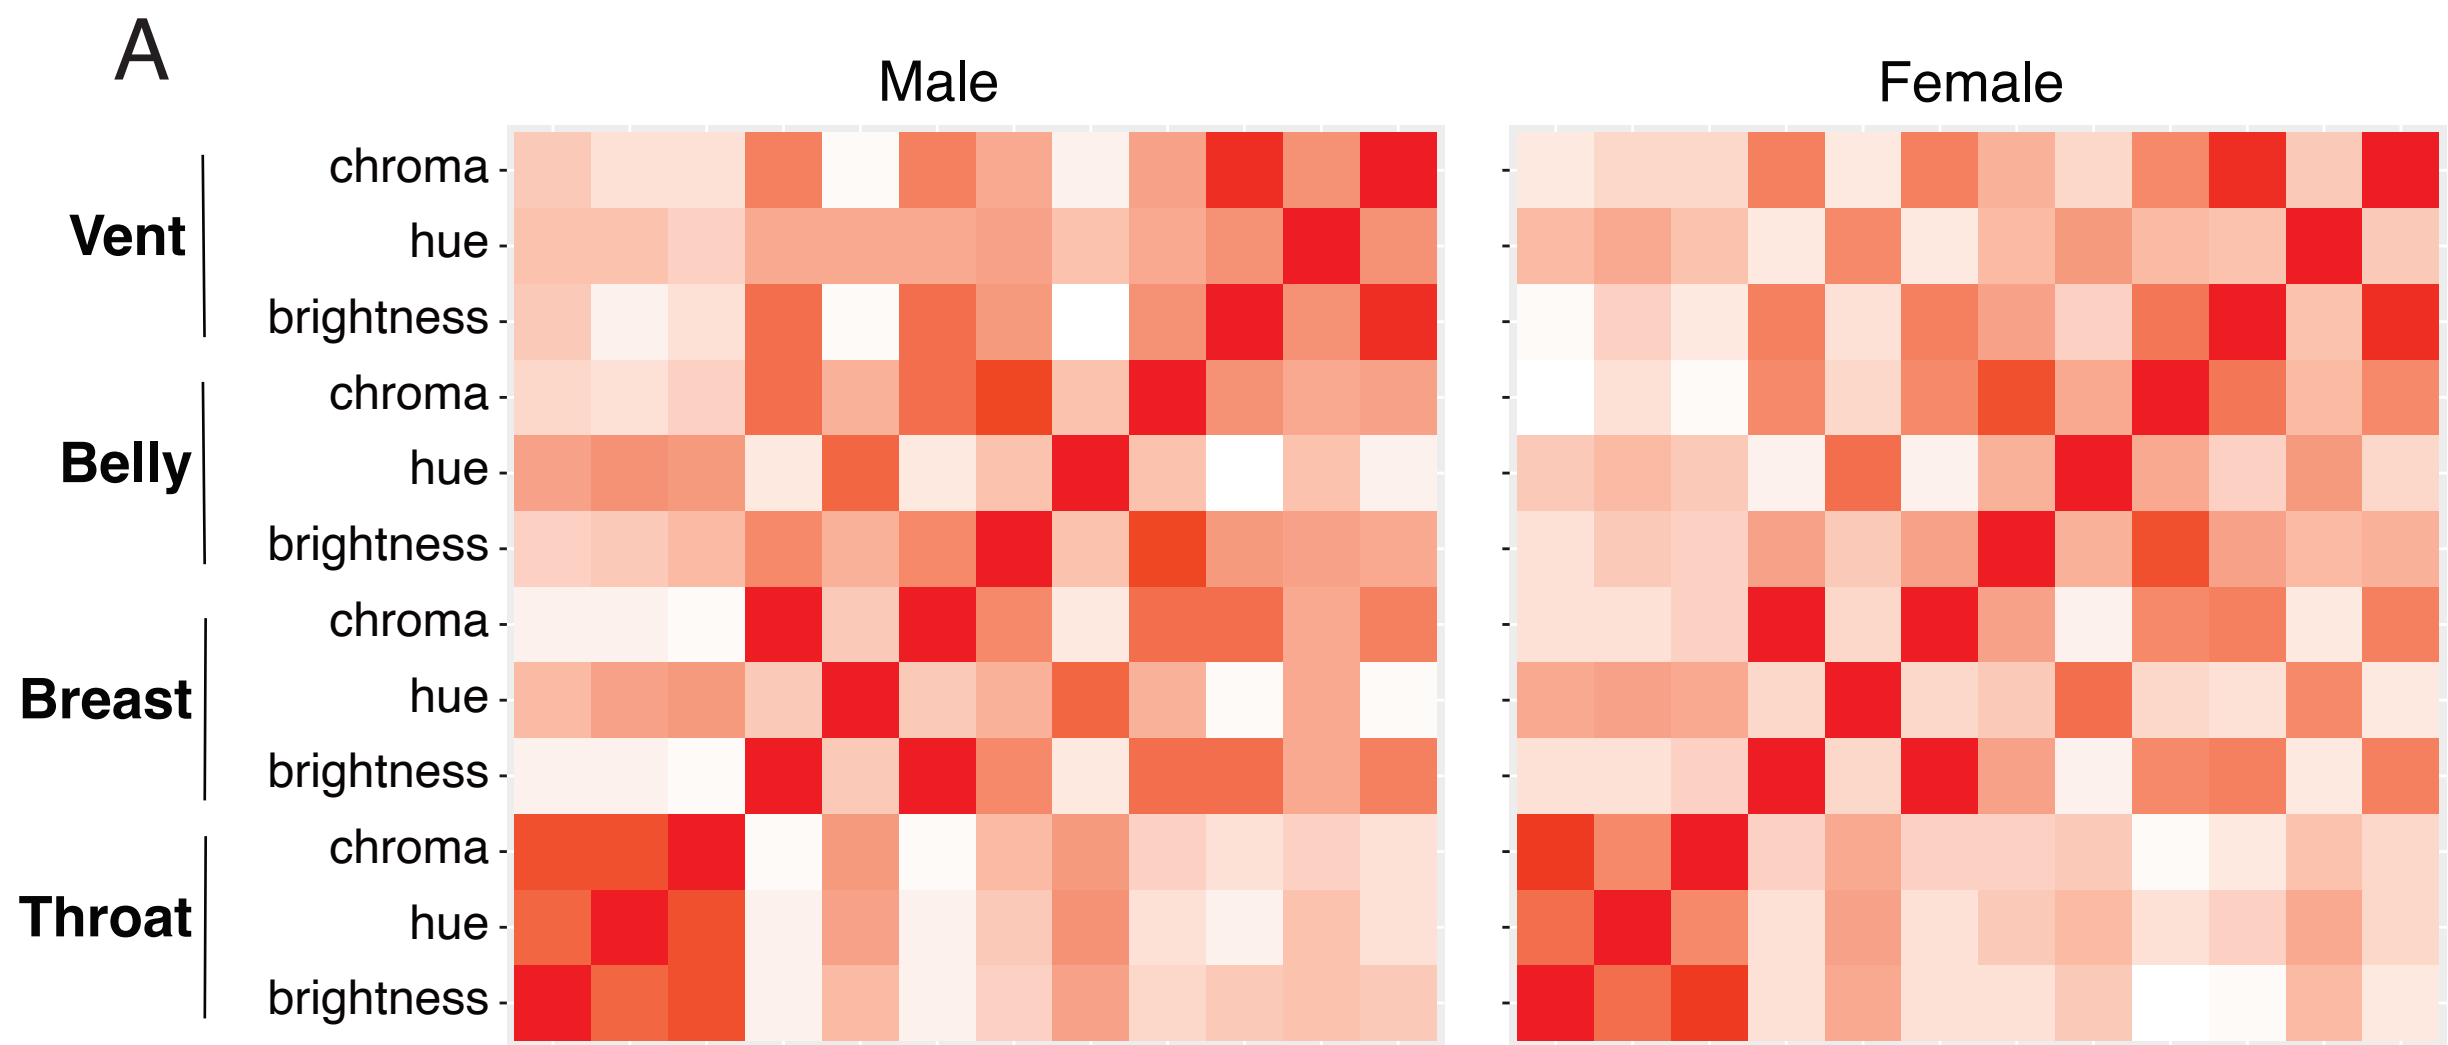 A
Male Female
Vent
chroma
hue
brightness
Belly
chroma
hue
brightness
Breast
chroma
hue
brightness
Throat
chroma
hue
brightness